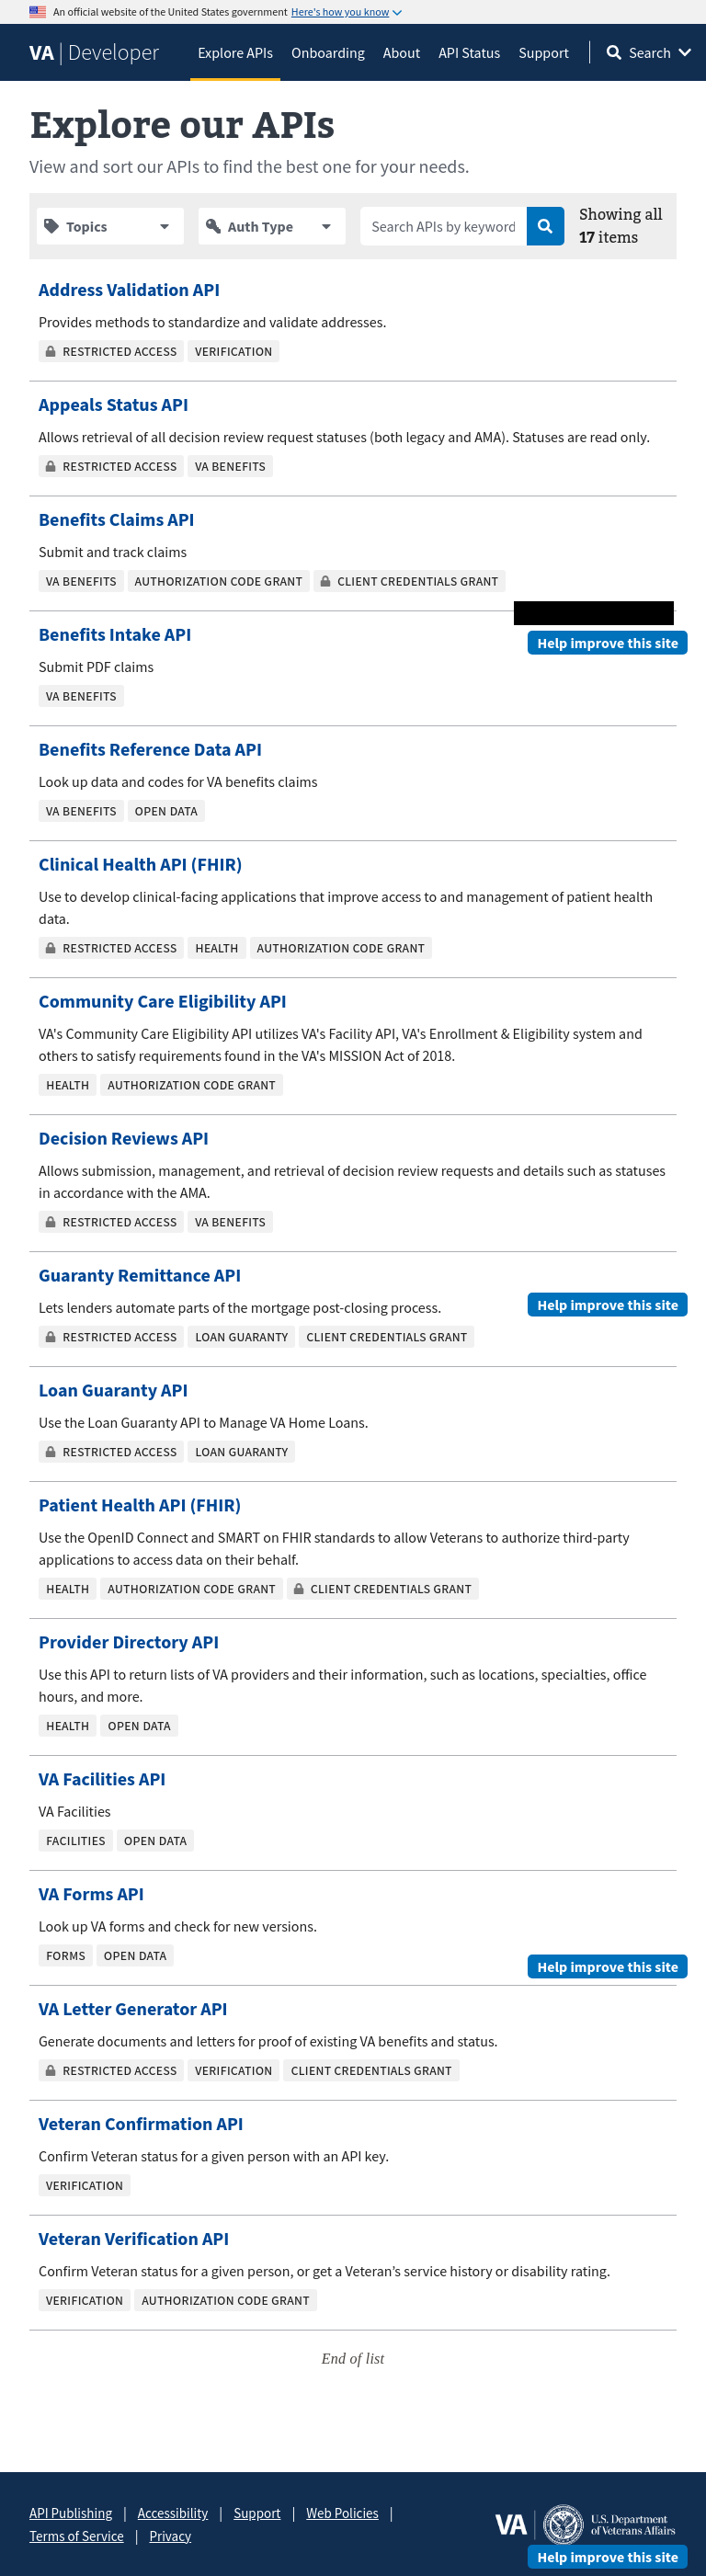 An official website of the United States government Here's how you know
VA | Developer
Explore APIs
Onboarding
About
API Status
Support
Search
Explore our APIs
View and sort our APIs to find the best one for your needs.
Topics
Auth Type
Search APIs by keyword
Showing all
17 items
Address Validation API
Provides methods to standardize and validate addresses.
RESTRICTED ACCESS VERIFICATION
Appeals Status API
Allows retrieval of all decision review request statuses (both legacy and AMA). Statuses are read only.
RESTRICTED ACCESS VA BENEFITS
Benefits Claims API
Submit and track claims
VA BENEFITS AUTHORIZATION CODE GRANT CLIENT CREDENTIALS GRANT
Benefits Intake API
Help improve this site
Submit PDF claims
VA BENEFITS
Benefits Reference Data API
Look up data and codes for VA benefits claims
VA BENEFITS OPEN DATA
Clinical Health API (FHIR)
Use to develop clinical-facing applications that improve access to and management of patient health
data.
RESTRICTED ACCESS HEALTH AUTHORIZATION CODE GRANT
Community Care Eligibility API
VA's Community Care Eligibility API utilizes VA's Facility API, VA's Enrollment & Eligibility system and
others to satisfy requirements found in the VA's MISSION Act of 2018.
HEALTH AUTHORIZATION CODE GRANT
Decision Reviews API
Allows submission, management, and retrieval of decision review requests and details such as statuses
in accordance with the AMA.
RESTRICTED ACCESS VA BENEFITS
Guaranty Remittance API
Lets lenders automate parts of the mortgage post-closing process.
Help improve this site
RESTRICTED ACCESS LOAN GUARANTY CLIENT CREDENTIALS GRANT
Loan Guaranty API
Use the Loan Guaranty API to Manage VA Home Loans.
RESTRICTED ACCESS LOAN GUARANTY
Patient Health API (FHIR)
Use the OpenID Connect and SMART on FHIR standards to allow Veterans to authorize third-party
applications to access data on their behalf.
HEALTH AUTHORIZATION CODE GRANT CLIENT CREDENTIALS GRANT
Provider Directory API
Use this API to return lists of VA providers and their information, such as locations, specialties, office
hours, and more.
HEALTH OPEN DATA
VA Facilities API
VA Facilities
FACILITIES OPEN DATA
VA Forms API
Look up VA forms and check for new versions.
FORMS OPEN DATA
Help improve this site
VA Letter Generator API
Generate documents and letters for proof of existing VA benefits and status.
RESTRICTED ACCESS VERIFICATION CLIENT CREDENTIALS GRANT
Veteran Confirmation API
Confirm Veteran status for a given person with an API key.
VERIFICATION
Veteran Verification API
Confirm Veteran status for a given person, or get a Veteran’s service history or disability rating.
VERIFICATION AUTHORIZATION CODE GRANT
End of list
API Publishing | Accessibility | Support | Web Policies |
Terms of Service | Privacy
VA
U.S. Department
of Veterans Affairs
Help improve this site